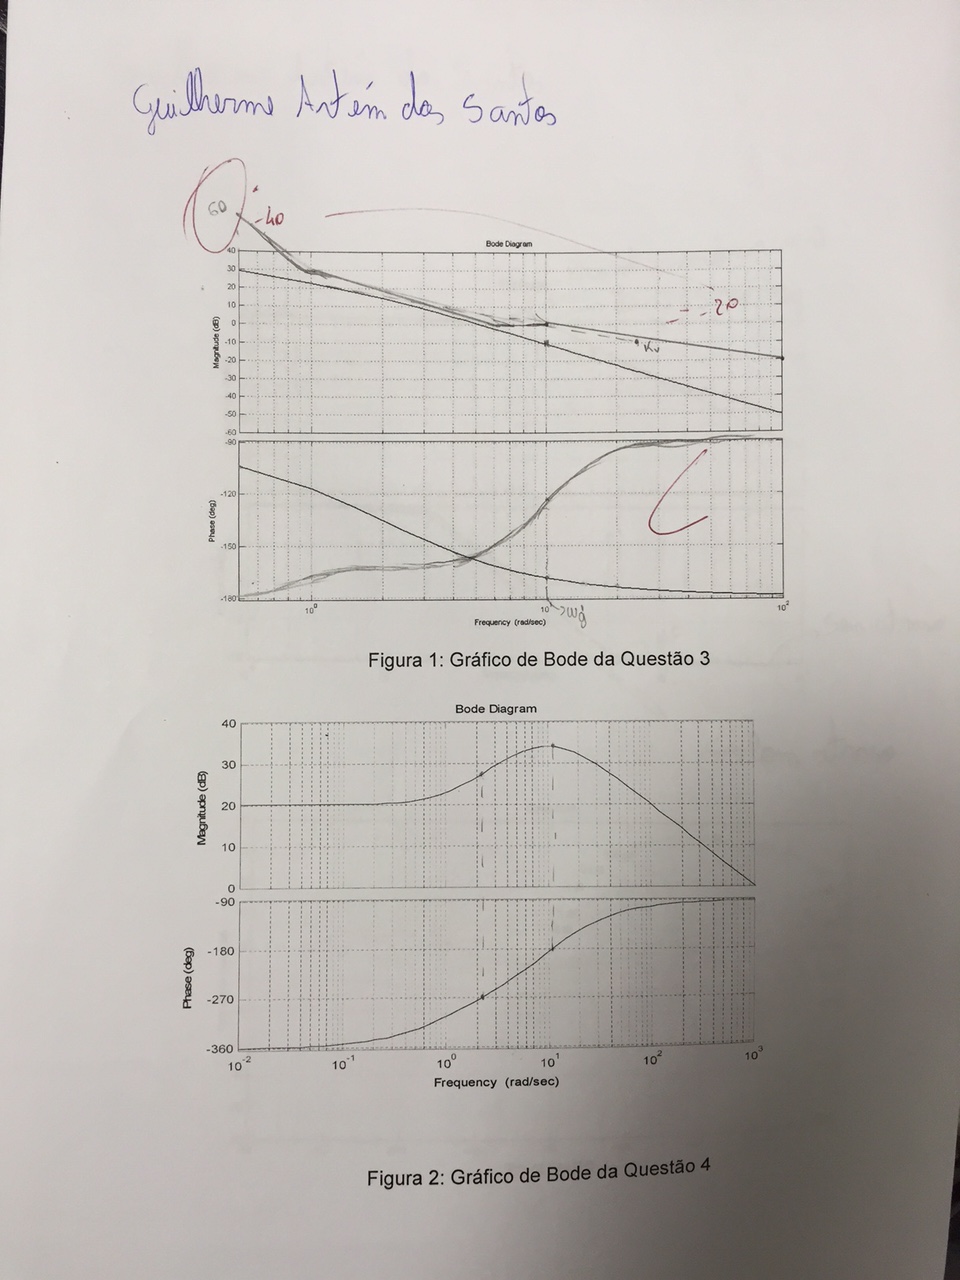 Guilherme Artém dos Santos
60
-40
Bode Diagram
40
30
20
10
0
-10
-20
-30
-40
-50
-60
Magnitude (dB)
-20
Kv
-90
-120
-150
-180
Phase (deg)
10^0
10^1
10^2
wg
Frequency (rad/sec)
Figura 1: Gráfico de Bode da Questão 3
Bode Diagram
40
30
20
10
0
Magnitude (dB)
-90
-180
-270
-360
Phase (deg)
10^-2
10^-1
10^0
10^1
10^2
10^3
Frequency (rad/sec)
Figura 2: Gráfico de Bode da Questão 4